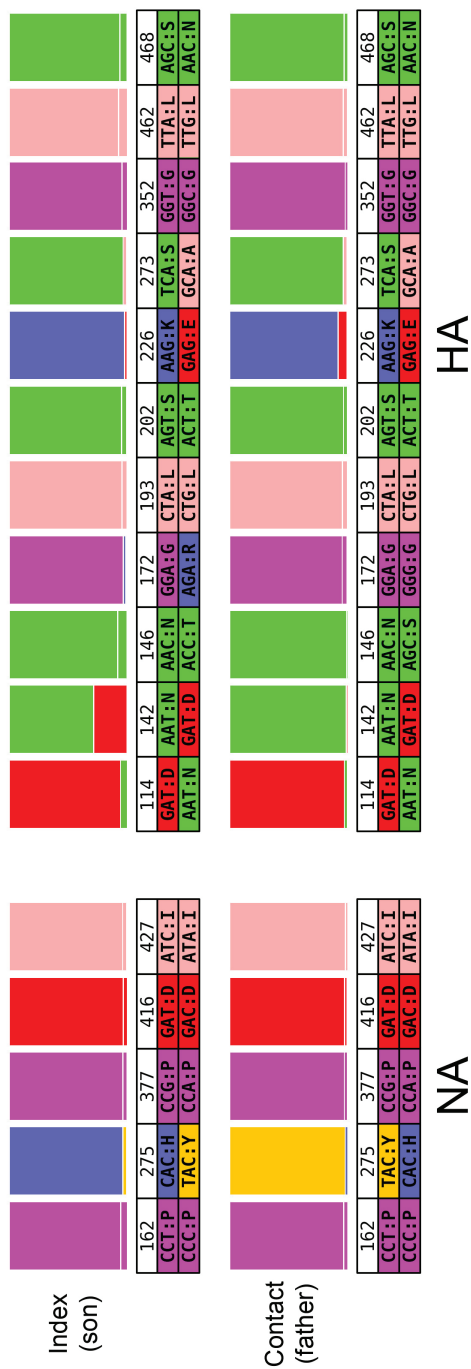 Index
(son)
162 275 377 416 427 114 142 146 172 193 202 226 273 352 462 468
CCT:P CAC:H CCG:P GAT:D ATC:I GAT:D AAT:N AAC:N GGA:G CTA:L AGT:S AAG:K TCA:S GGT:G TTA:L AGC:S
CCC:P TAC:Y CCA:P GAC:D ATA:I AAT:N GAT:D ACC:T AGA:R CTG:L ACT:T GAG:E GCA:A GGC:G TTG:L AAC:N
Contact
(father)
162 275 377 416 427 114 142 146 172 193 202 226 273 352 462 468
CCT:P TAC:Y CCG:P GAT:D ATC:I GAT:D AAT:N AAC:N GGA:G CTA:L AGT:S AAG:K TCA:S GGT:G TTA:L AGC:S
CCC:P CAC:H CCA:P GAC:D ATA:I AAT:N GAT:D AGC:S GGG:G CTG:L ACT:T GAG:E GCA:A GGC:G TTG:L AAC:N
NA HA